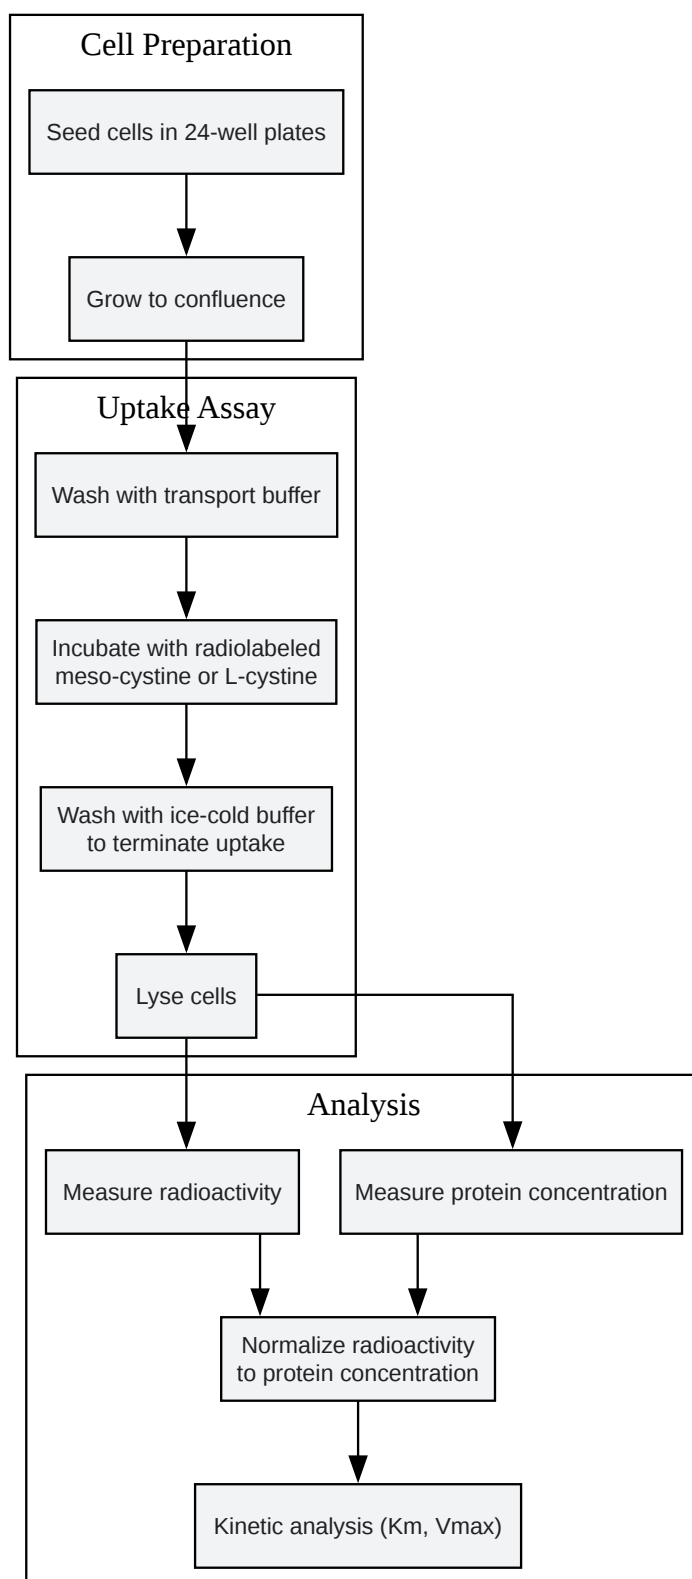 Cell Preparation
Seed cells in 24-well plates
Grow to confluence
Uptake Assay
Wash with transport buffer
Incubate with radiolabeled
meso-cystine or L-cystine
Wash with ice-cold buffer
to terminate uptake
Lyse cells
Analysis
Measure radioactivity
Measure protein concentration
Normalize radioactivity
to protein concentration
Kinetic analysis (Km, Vmax)